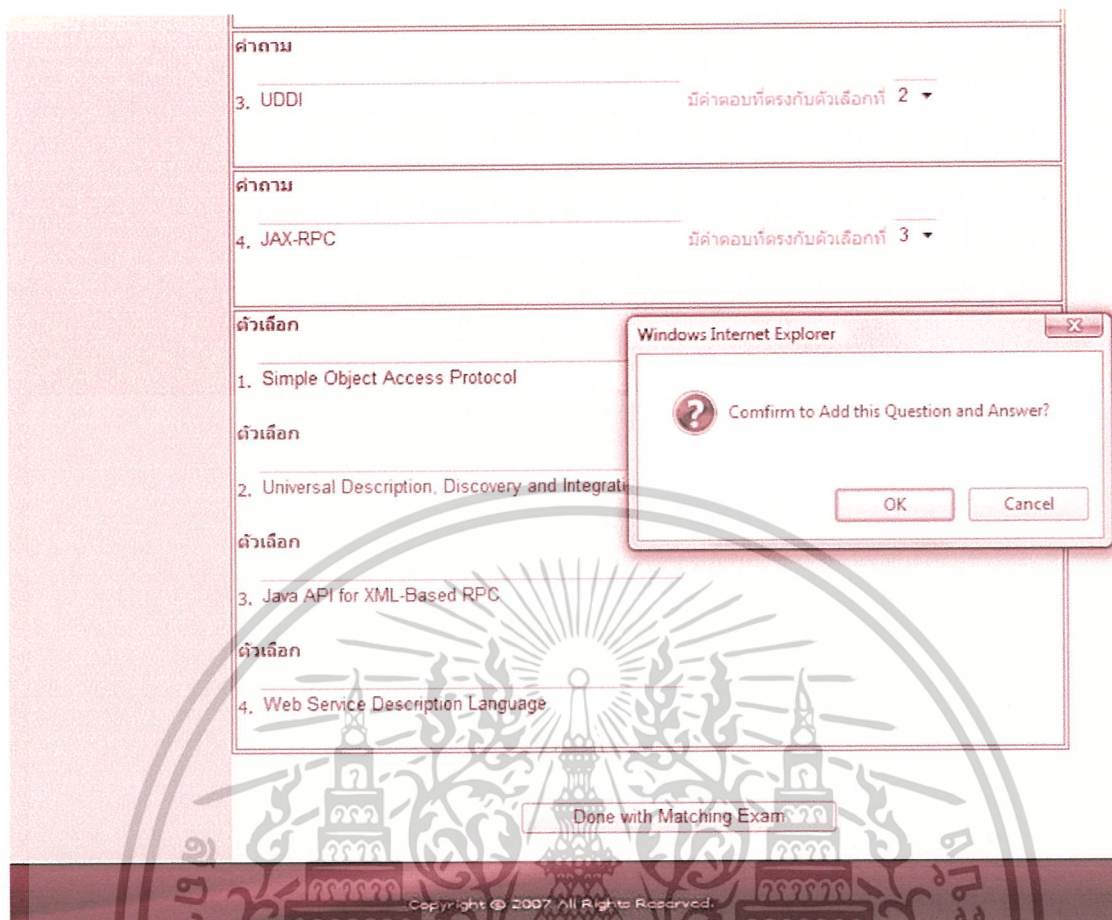 คำถาม
3. UDDI มีคำตอบที่ตรงกับตัวเลือกที่ 2
คำถาม
4. JAX-RPC มีคำตอบที่ตรงกับตัวเลือกที่ 3
ตัวเลือก
1. Simple Object Access Protocol
ตัวเลือก
2. Universal Description, Discovery and Integrati
ตัวเลือก
3. Java API for XML-Based RPC
ตัวเลือก
4. Web Service Description Language
Windows Internet Explorer
Comfirm to Add this Question and Answer?
OK Cancel
Done with Matching Exam
Copyright © 2007 All Rights Reserved.